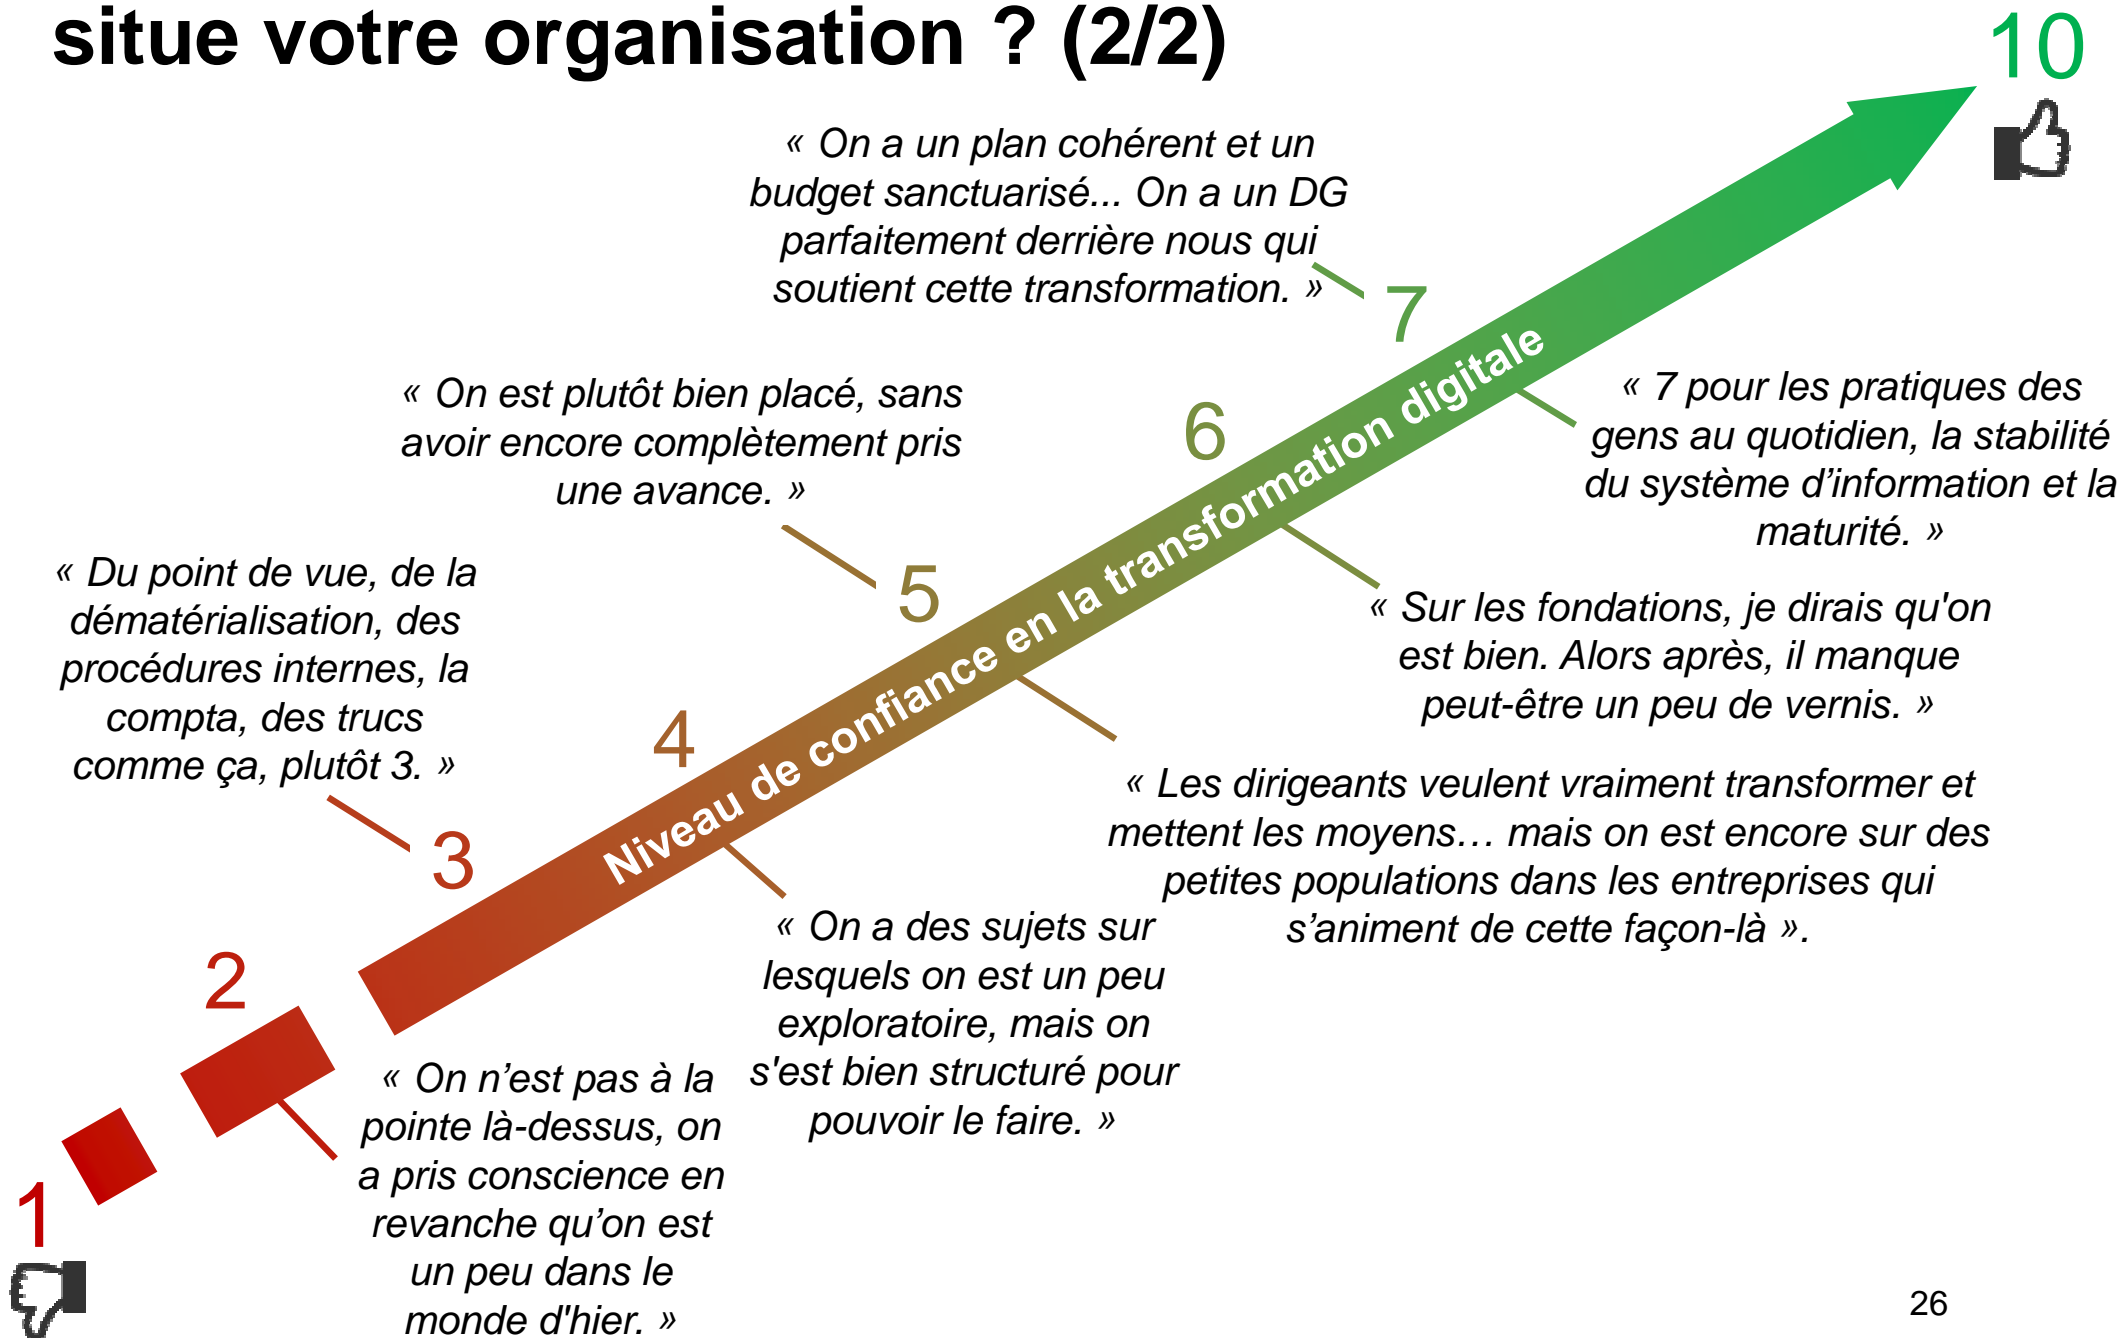 situe votre organisation ? (2/2)
10
« On a un plan cohérent et un
budget sanctuarisé... On a un DG
parfaitement derrière nous qui
soutient cette transformation. »
7
« 7 pour les pratiques des
gens au quotidien, la stabilité
du système d’information et la
maturité. »
« On est plutôt bien placé, sans
avoir encore complètement pris
une avance. »
6
5
« Sur les fondations, je dirais qu'on
est bien. Alors après, il manque
peut-être un peu de vernis. »
Niveau de confiance en la transformation digitale
« Du point de vue, de la
dématérialisation, des
procédures internes, la
compta, des trucs
comme ça, plutôt 3. »
4
3
« Les dirigeants veulent vraiment transformer et
mettent les moyens… mais on est encore sur des
petites populations dans les entreprises qui
s’animent de cette façon-là ».
« On a des sujets sur
lesquels on est un peu
exploratoire, mais on
s'est bien structuré pour
pouvoir le faire. »
2
« On n’est pas à la
pointe là-dessus, on
a pris conscience en
revanche qu’on est
un peu dans le
monde d'hier. »
1
26